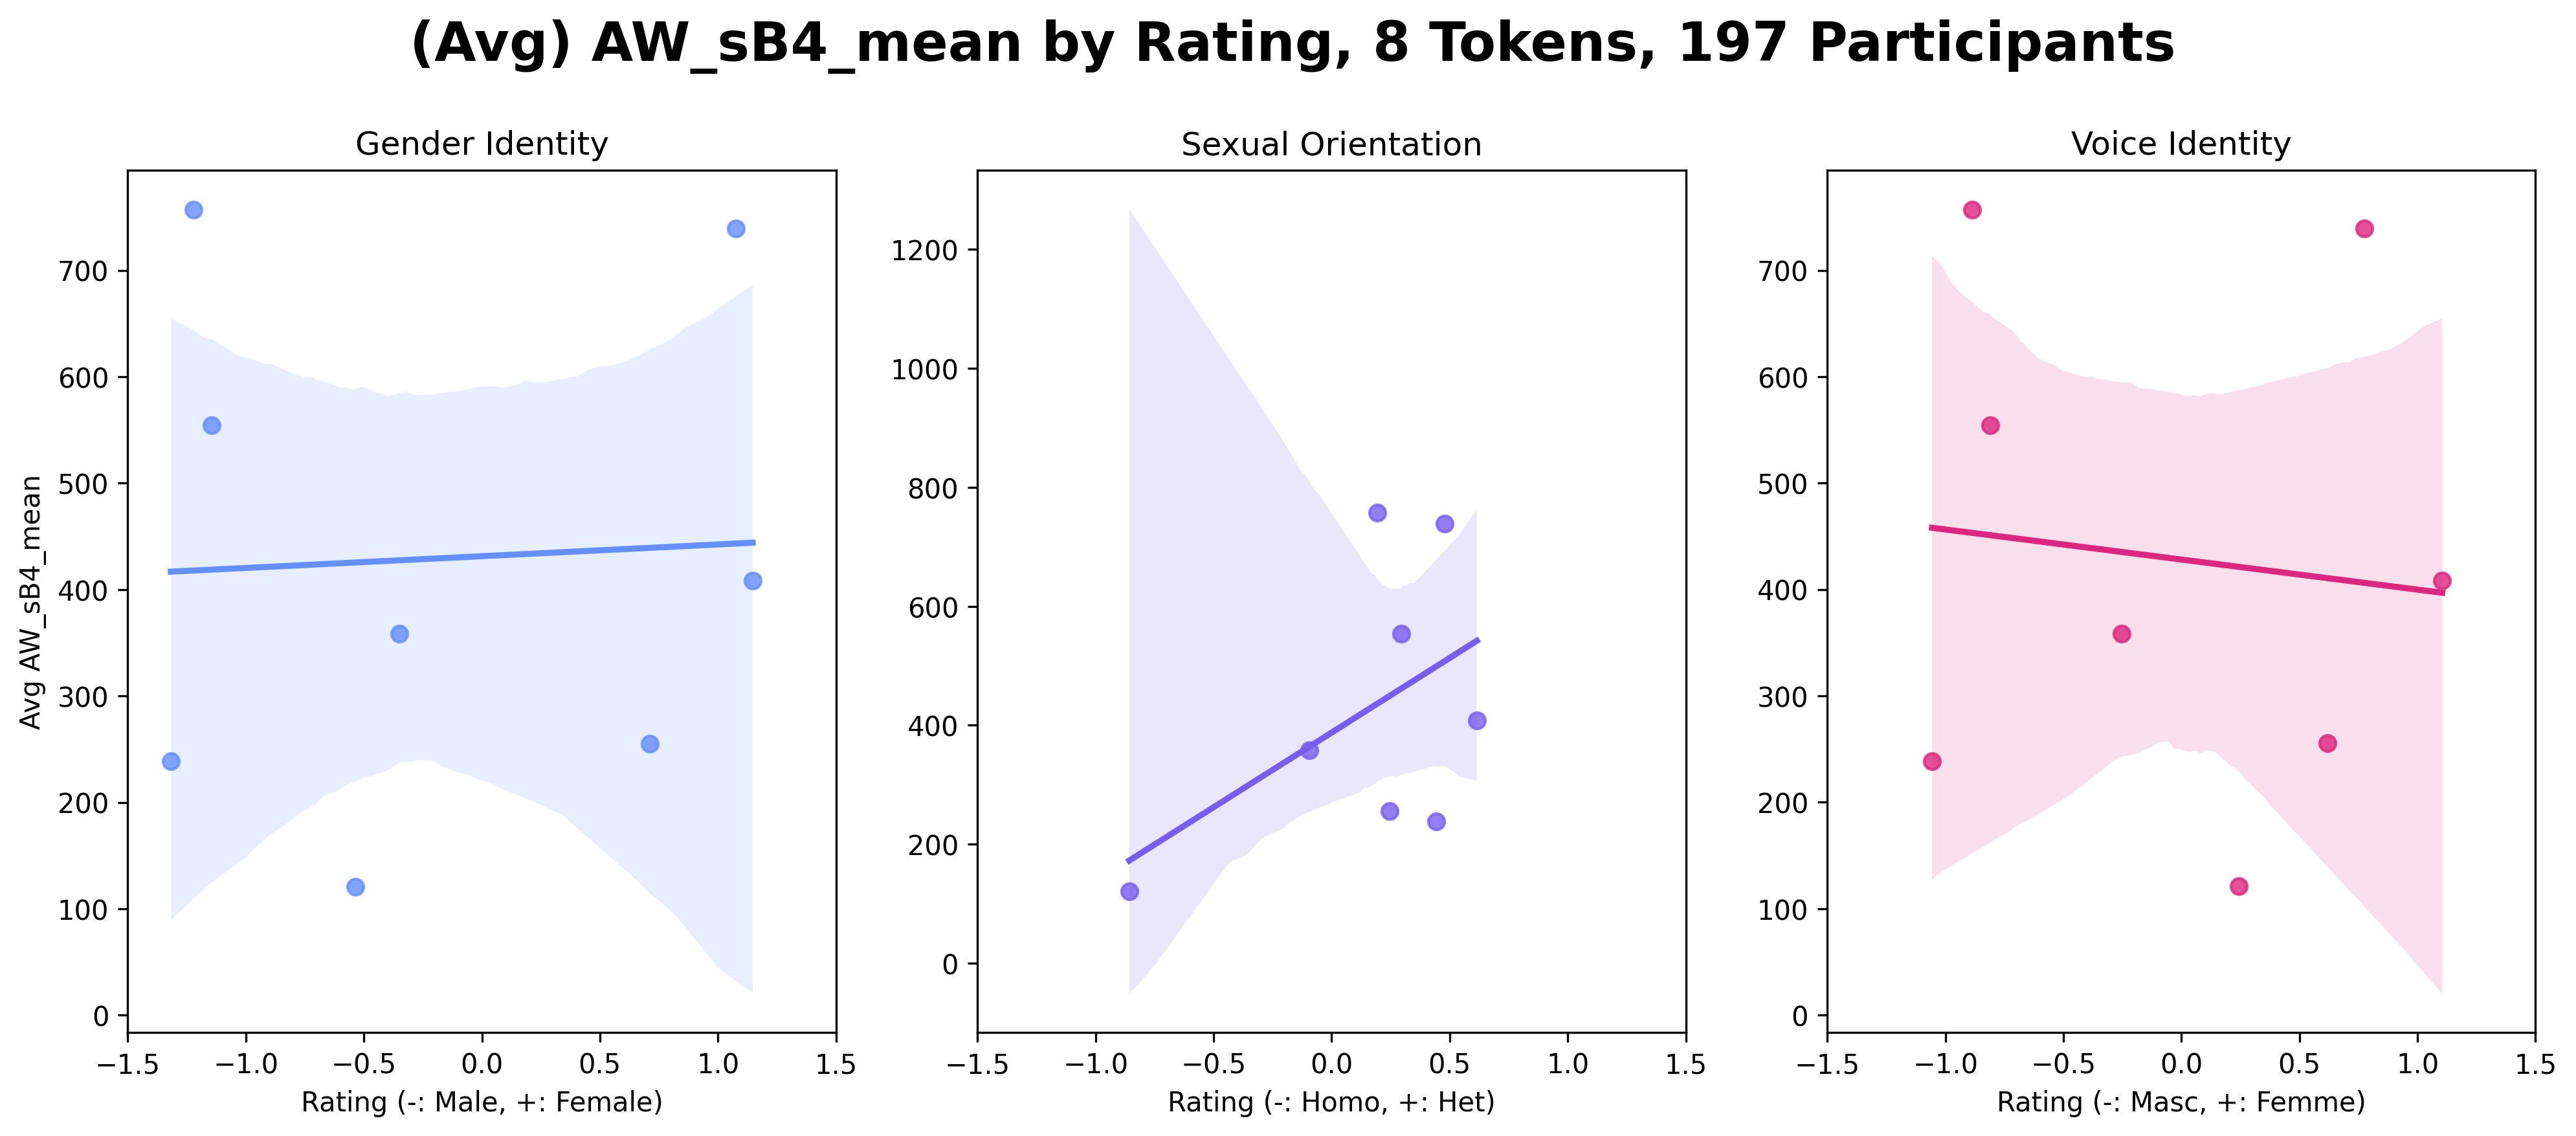 (Avg) AW_sB4_mean by Rating, 8 Tokens, 197 Participants
Gender Identity
Avg AW_sB4_mean
700
600
500
400
300
200
100
0
−1.5 −1.0 −0.5 0.0 0.5 1.0 1.5
Rating (-: Male, +: Female)
Sexual Orientation
1200
1000
800
600
400
200
0
−1.5 −1.0 −0.5 0.0 0.5 1.0 1.5
Rating (-: Homo, +: Het)
Voice Identity
700
600
500
400
300
200
100
0
−1.5 −1.0 −0.5 0.0 0.5 1.0 1.5
Rating (-: Masc, +: Femme)